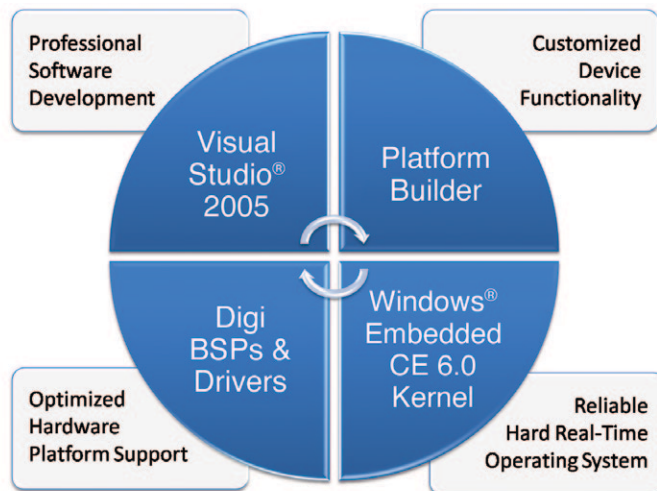 Professional
Software
Development
Customized
Device
Functionality
Visual
Studio®
2005
Platform
Builder
Digi
BSPs &
Drivers
Windows®
Embedded
CE 6.0
Kernel
Optimized
Hardware
Platform Support
Reliable
Hard Real-Time
Operating System